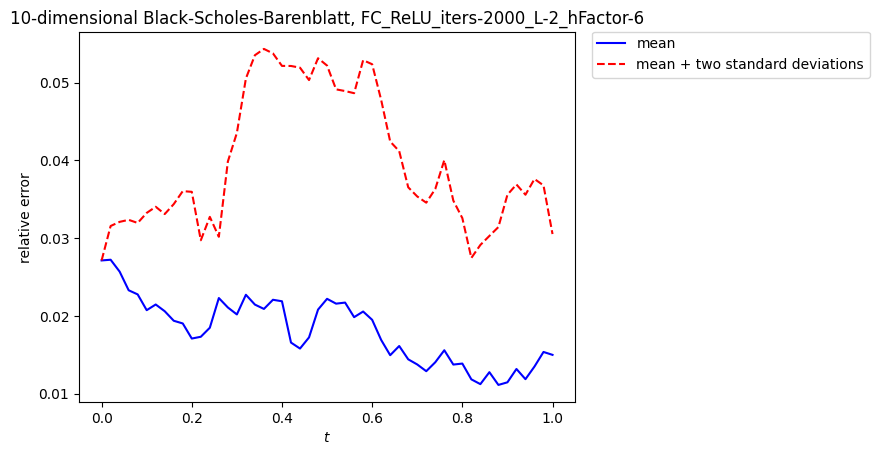 10-dimensional Black-Scholes-Barenblatt, FC_ReLU_iters-2000_L-2_hFactor-6
mean
mean + two standard deviations
relative error
0.05
0.04
0.03
0.02
0.01
0.0 0.2 0.4 0.6 0.8 1.0
t